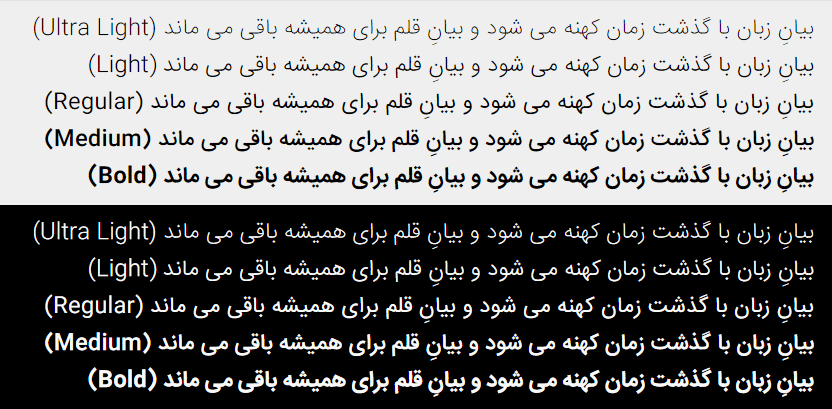 بیانِ زبان با گذشت زمان کهنه می شود و بیانِ قلم برای همیشه باقی می ماند (Ultra Light)
بیانِ زبان با گذشت زمان کهنه می شود و بیانِ قلم برای همیشه باقی می ماند (Light)
بیانِ زبان با گذشت زمان کهنه می شود و بیانِ قلم برای همیشه باقی می ماند (Regular)
بیانِ زبان با گذشت زمان کهنه می شود و بیانِ قلم برای همیشه باقی می ماند (Medium)
بیانِ زبان با گذشت زمان کهنه می شود و بیانِ قلم برای همیشه باقی می ماند (Bold)
بیانِ زبان با گذشت زمان کهنه می شود و بیانِ قلم برای همیشه باقی می ماند (Ultra Light)
بیانِ زبان با گذشت زمان کهنه می شود و بیانِ قلم برای همیشه باقی می ماند (Light)
بیانِ زبان با گذشت زمان کهنه می شود و بیانِ قلم برای همیشه باقی می ماند (Regular)
بیانِ زبان با گذشت زمان کهنه می شود و بیانِ قلم برای همیشه باقی می ماند (Medium)
بیانِ زبان با گذشت زمان کهنه می شود و بیانِ قلم برای همیشه باقی می ماند (Bold)